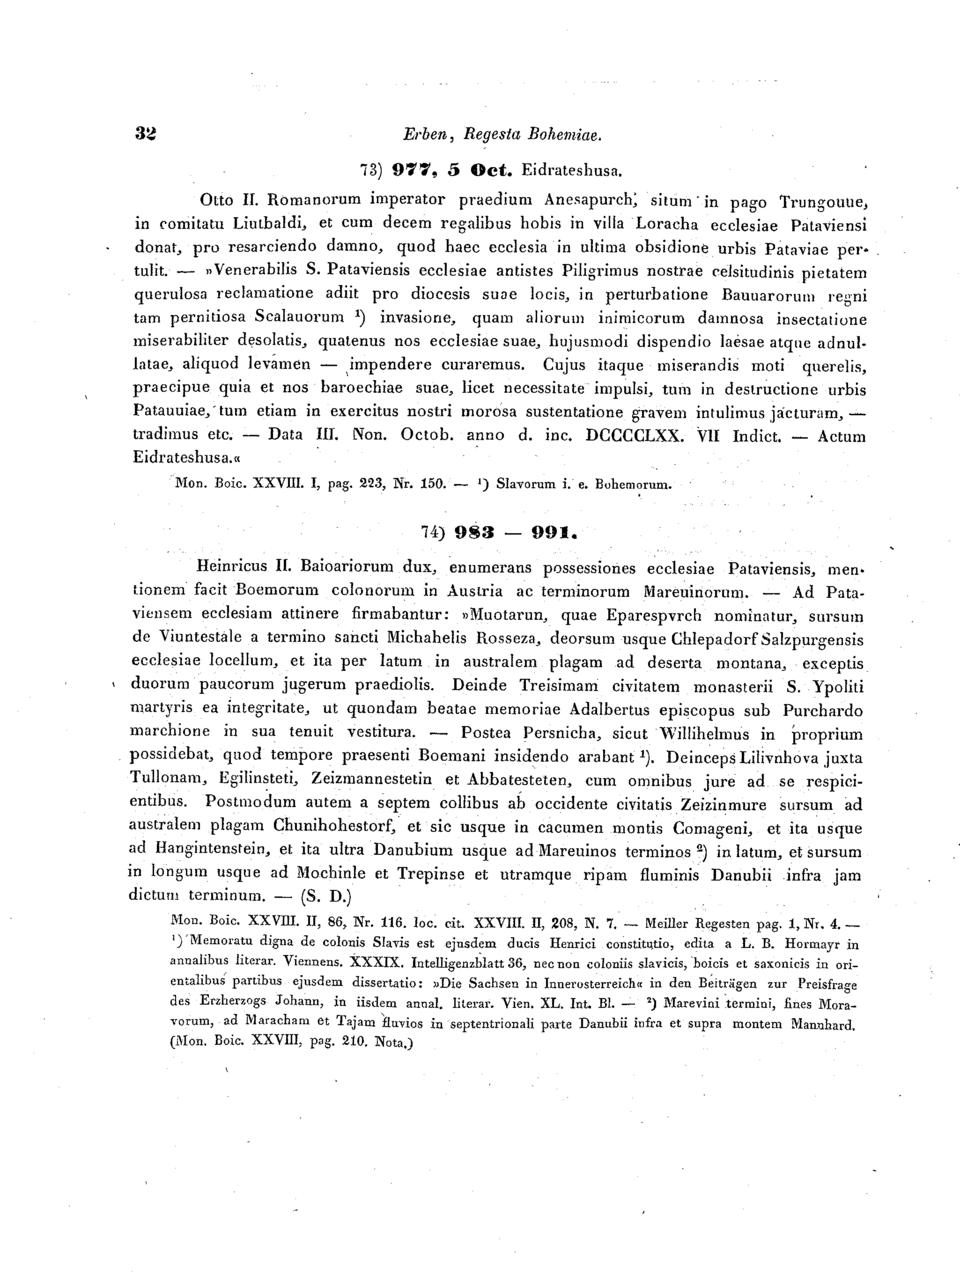 32 Erben, Regesta Bohemiae.
73) 977, 5 Oct. Eidrateshusa.
Otto II. Romanorum imperator praedium Anesapurch, situm in pago Trungouue,
in comitatu Liutbaldi, et cum decem regalibus hobis in villa Loracha ecclesiae Pataviensi
donat, pro resarciendo damno, quod haec ecclesia in ultima obsidione urbis Pataviae per-
tulit. — »Venerabilis S. Pataviensis ecclesiae antistes Piligrimus nostrae celsitudinis pietatem
querulosa reclamatione adiit pro diocesis suae locis, in perturbatione Bauuarorum regni
tam pernitiosa Scalauorum ¹) invasione, quam aliorum inimicorum damnosa insectatione
miserabiliter desolatis, quatenus nos ecclesiae suae, hujusmodi dispendio laesae atque adnul-
latae, aliquod levamen — impendere curaremus. Cujus itaque miserandis moti querelis,
praecipue quia et nos baroechiae suae, licet necessitate impulsi, tum in destructione urbis
Patauuiae, tum etiam in exercitus nostri morosa sustentatione gravem intulimus jacturam, —
tradimus etc. — Data III. Non. Octob. anno d. inc. DCCCCLXX. VII Indict. — Actum
Eidrateshusa.«
Mon. Boic. XXVIII. I, pag. 223, Nr. 150. — ¹) Slavorum i. e. Bohemorum.
74) 983 — 991.
Heinricus II. Baioariorum dux, enumerans possessiones ecclesiae Pataviensis, men-
tionem facit Boemorum colonorum in Austria ac terminorum Mareuinorum. — Ad Pata-
viensem ecclesiam attinere firmabantur: »Muotarun, quae Eparespvrch nominatur, sursum
de Viuntestale a termino sancti Michahelis Rosseza, deorsum usque Chlepadorf Salzpurgensis
ecclesiae locellum, et ita per latum in australem plagam ad deserta montana, exceptis
duorum paucorum jugerum praediolis. Deinde Treisimam civitatem monasterii S. Ypoliti
martyris ea integritate, ut quondam beatae memoriae Adalbertus episcopus sub Purchardo
marchione in sua tenuit vestitura. — Postea Persnicha, sicut Willihelmus in proprium
possidebat, quod tempore praesenti Boemani insidendo arabant ¹). Deinceps Lilivnhova juxta
Tullonam, Egilinsteti, Zeizmannestetin et Abbatesteten, cum omnibus jure ad se respici-
entibus. Postmodum autem a septem collibus ab occidente civitatis Zeizinmure sursum ad
australem plagam Chunihohestorf, et sic usque in cacumen montis Comageni, et ita usque
ad Hangintenstein, et ita ultra Danubium usque ad Mareuinos terminos ²) in latum, et sursum
in longum usque ad Mochinle et Trepinse et utramque ripam fluminis Danubii infra jam
dictum terminum. — (S. D.)
Mon. Boic. XXVIII. II, 86, Nr. 116. loc. cit. XXVIII. II, 208, N. 7. — Meiller Regesten pag. 1, Nr. 4. —
¹) Memoratu digna de colonis Slavis est ejusdem ducis Henrici constitutio, edita a L. B. Hormayr in
annalibus literar. Viennens. XXXIX. Intelligenzblatt 36, nec non coloniis slavicis, boicis et saxonicis in ori-
entalibus partibus ejusdem dissertatio: »Die Sachsen in Innerösterreich« in den Beiträgen zur Preisfrage
des Erzherzogs Johann, in iisdem annal. literar. Vien. XL. Int. Bl. — ²) Marevini termini, fines Mora-
vorum, ad Maracham et Tajam fluvios in septentrionali parte Danubii infra et supra montem Mannhard.
(Mon. Boic. XXVIII, pag. 210. Nota.)